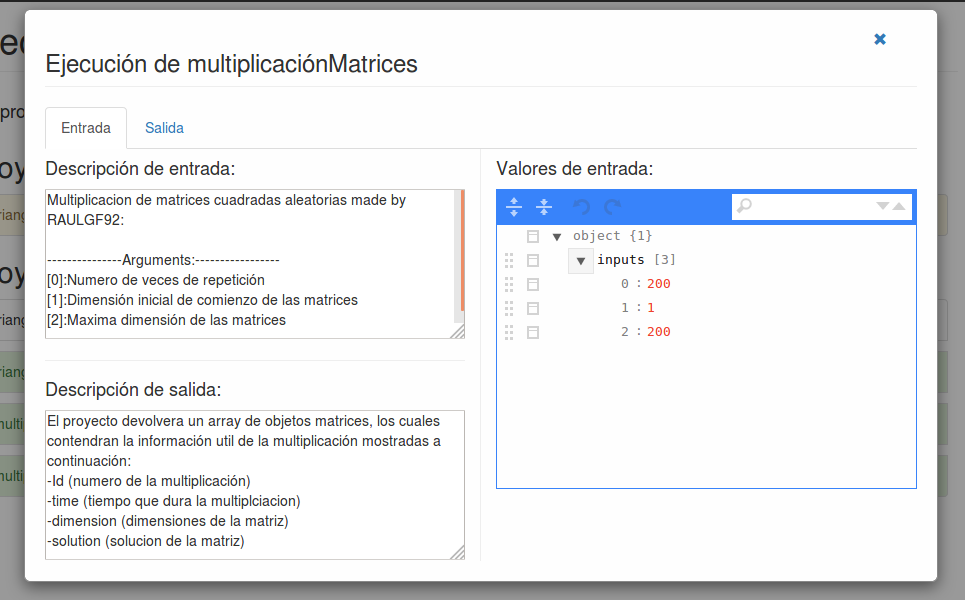 Ejecución de multiplicaciónMatrices
Entrada
Salida
Descripción de entrada:
Multiplicacion de matrices cuadradas aleatorias made by
RAULGF92:
---------------Arguments:-----------------
[0]:Numero de veces de repetición
[1]:Dimensión inicial de comienzo de las matrices
[2]:Maxima dimensión de las matrices
Descripción de salida:
El proyecto devolvera un array de objetos matrices, los cuales
contendran la información util de la multiplicación mostradas a
continuación:
-Id (numero de la multiplicación)
-time (tiempo que dura la multiplciacion)
-dimension (dimensiones de la matriz)
-solution (solucion de la matriz)
Valores de entrada:
object {1}
inputs [3]
0 : 200
1 : 1
2 : 200